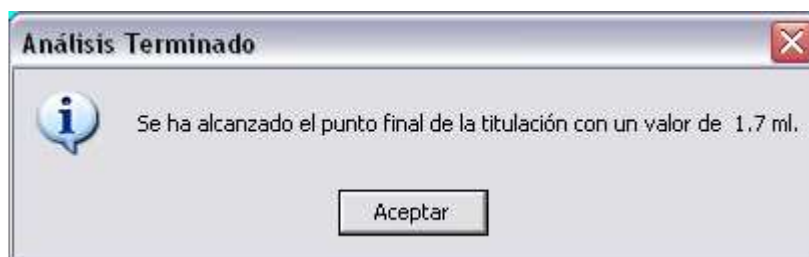 Análisis Terminado
Se ha alcanzado el punto final de la titulación con un valor de 1.7 ml.
Aceptar